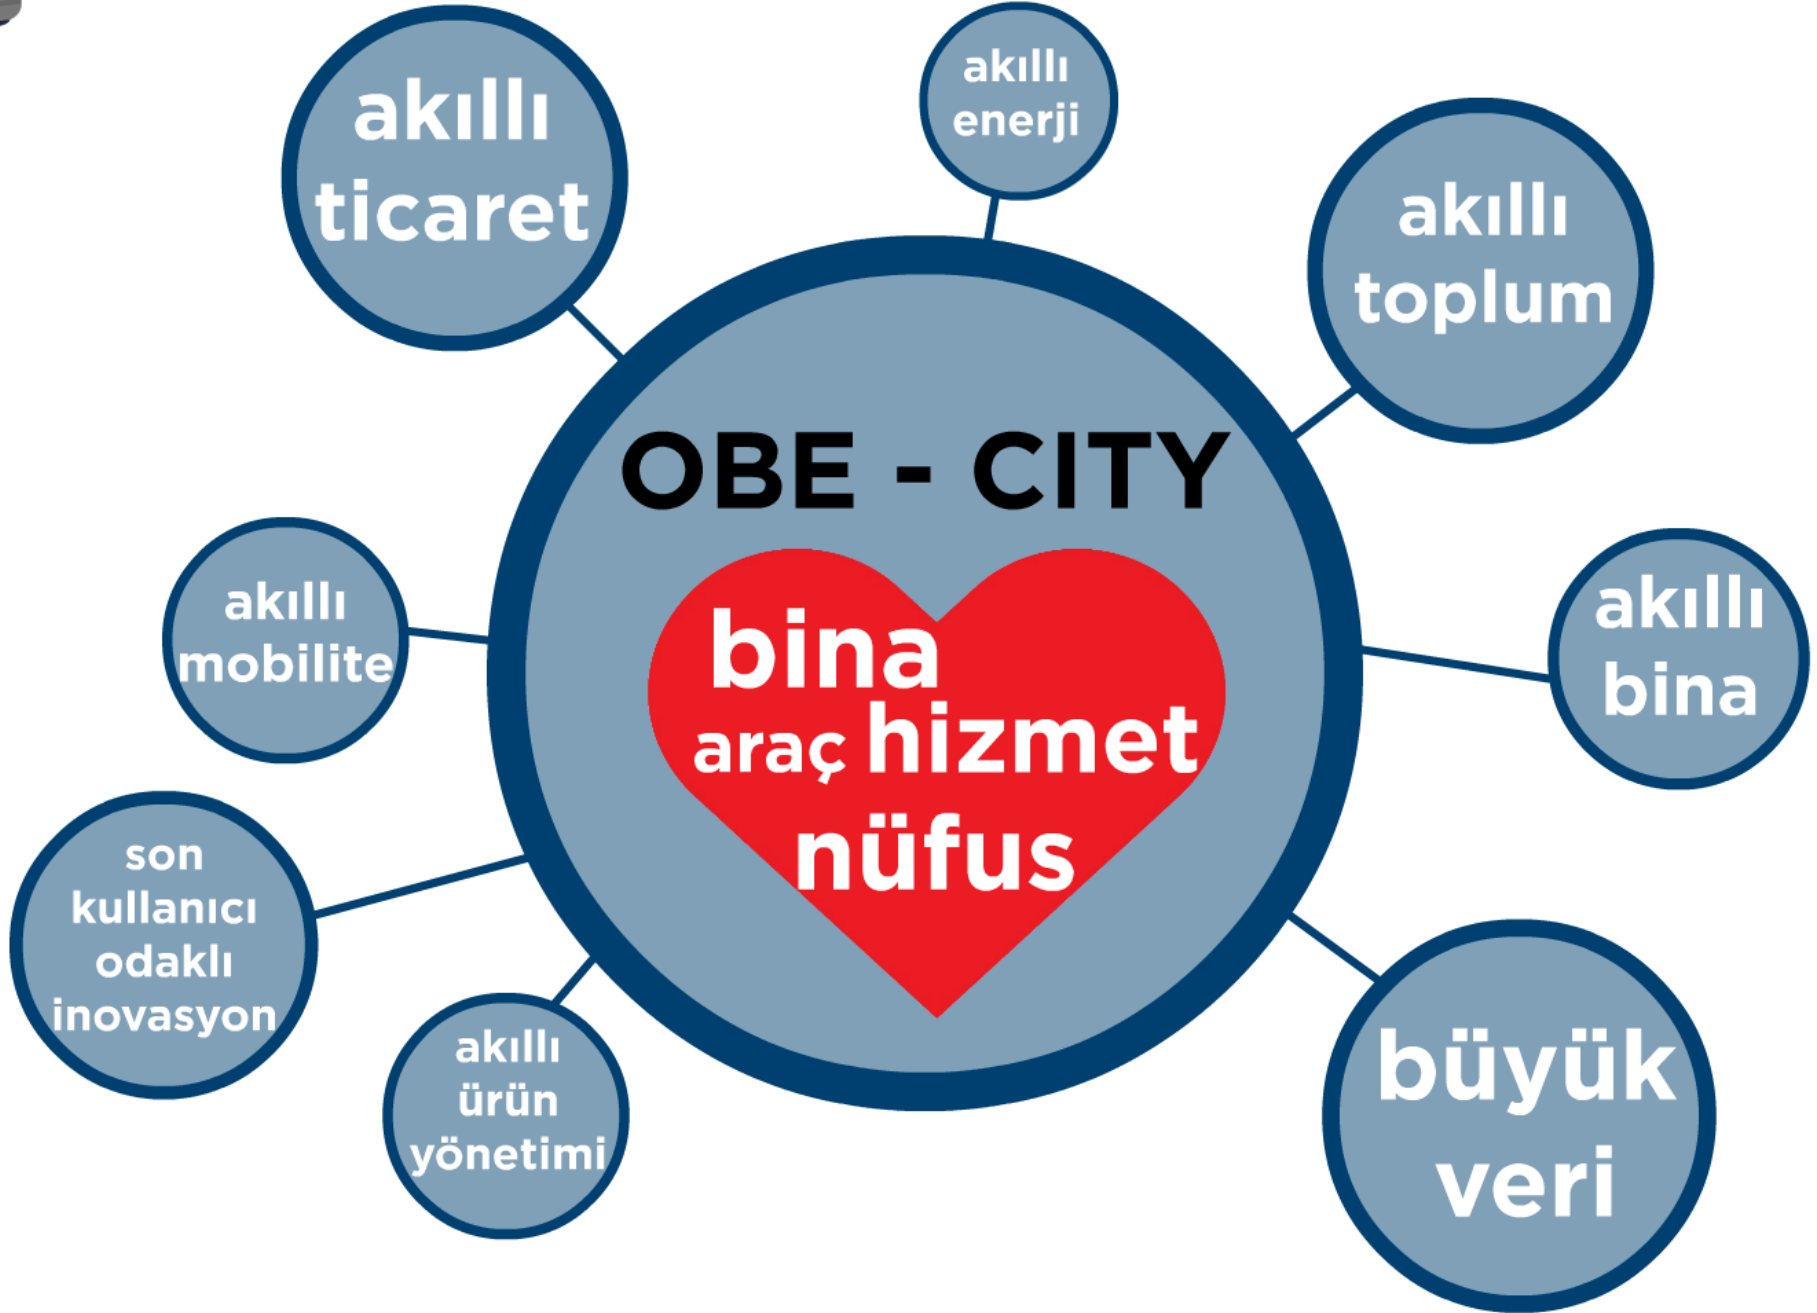 akıllı
ticaret
akıllı
enerji
akıllı
toplum
OBE - CITY
bina
araç hizmet
nüfus
akıllı
mobilite
akıllı
bina
son
kullanıcı
odaklı
inovasyon
akıllı
ürün
yönetimi
büyük
veri